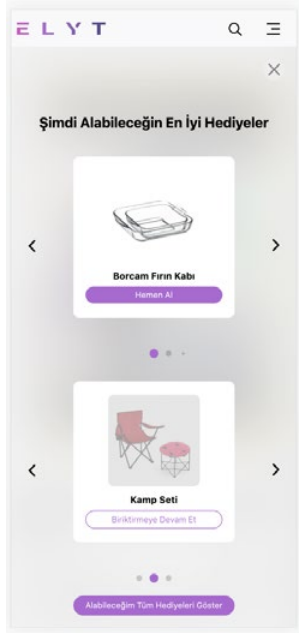 ELYT
Şimdi Alabileceğin En İyi Hediyeler
Borcam Fırın Kabı
Hemen Al
Kamp Seti
Biriktirmeye Devam Et
Alabileceğim Tüm Hediyeleri Göster